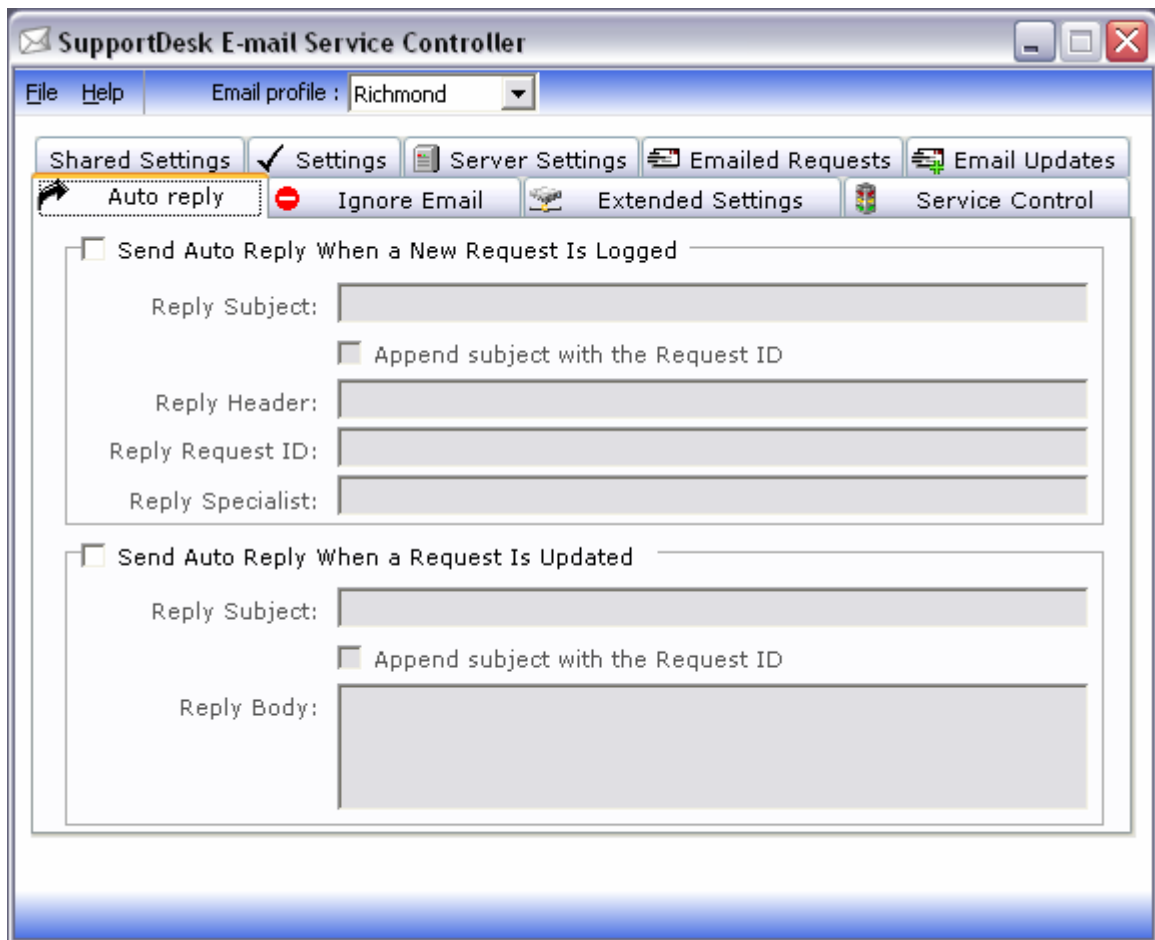 SupportDesk E-mail Service Controller
File Help Email profile : Richmond
Shared Settings Settings Server Settings Emailed Requests Email Updates
Auto reply Ignore Email Extended Settings Service Control
Send Auto Reply When a New Request Is Logged
Reply Subject:
Append subject with the Request ID
Reply Header:
Reply Request ID:
Reply Specialist:
Send Auto Reply When a Request Is Updated
Reply Subject:
Append subject with the Request ID
Reply Body: